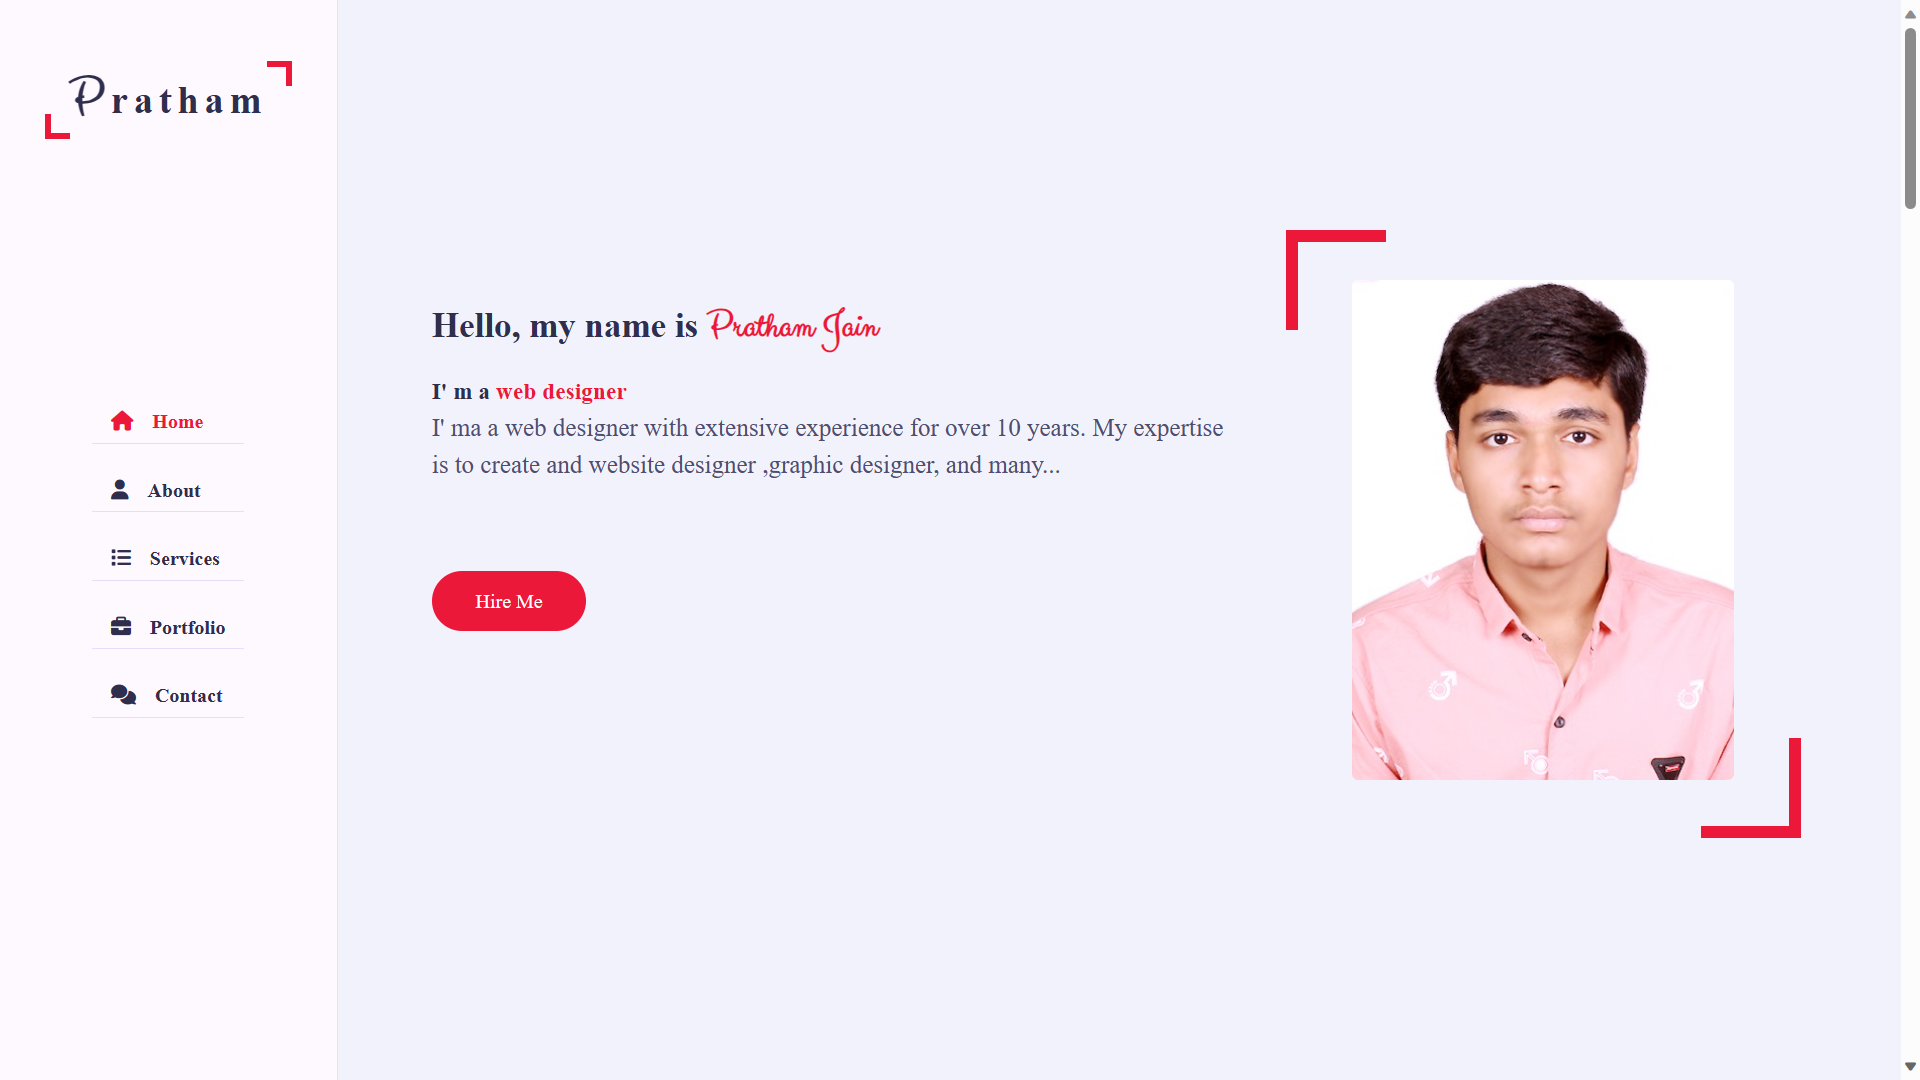 Pratham
Home
About
Services
Portfolio
Contact
Hello, my name is Pratham Jain
I' m a web designer
I' ma a web designer with extensive experience for over 10 years. My expertise
is to create and website designer ,graphic designer, and many...
Hire Me